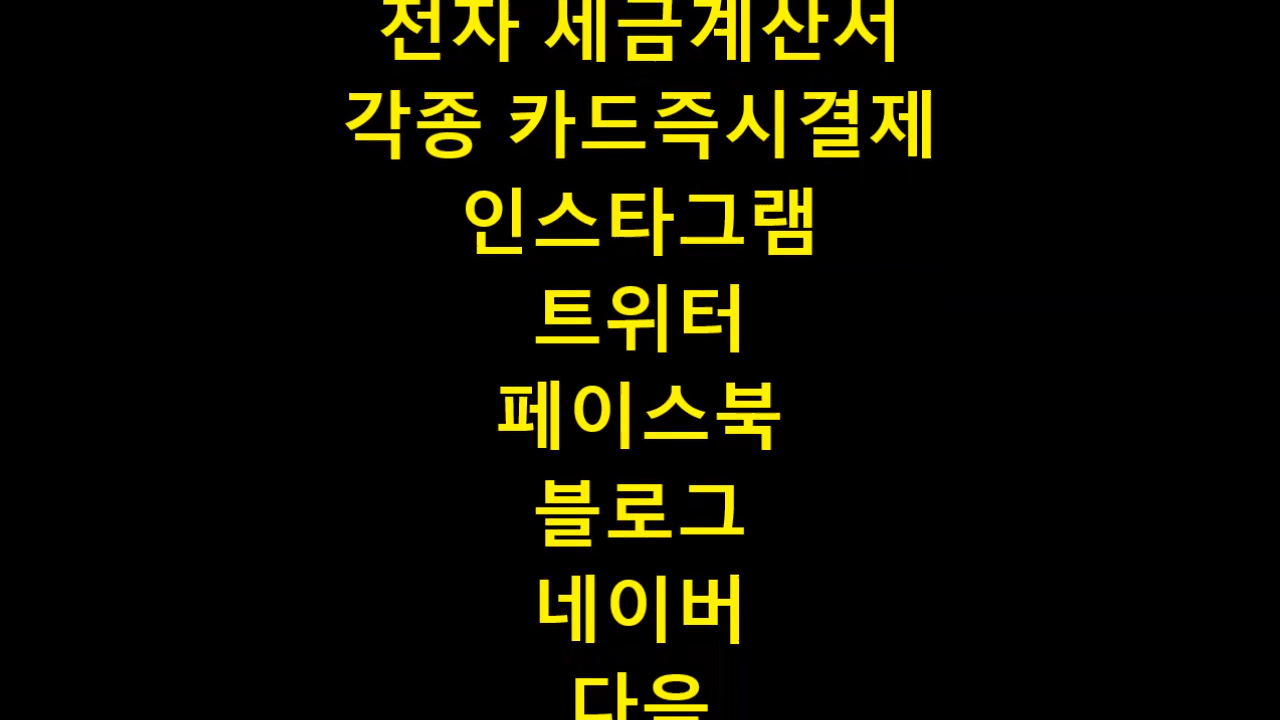 전자 세금계산서
각종 카드즉시결제
인스타그램
트위터
페이스북
블로그
네이버
다음